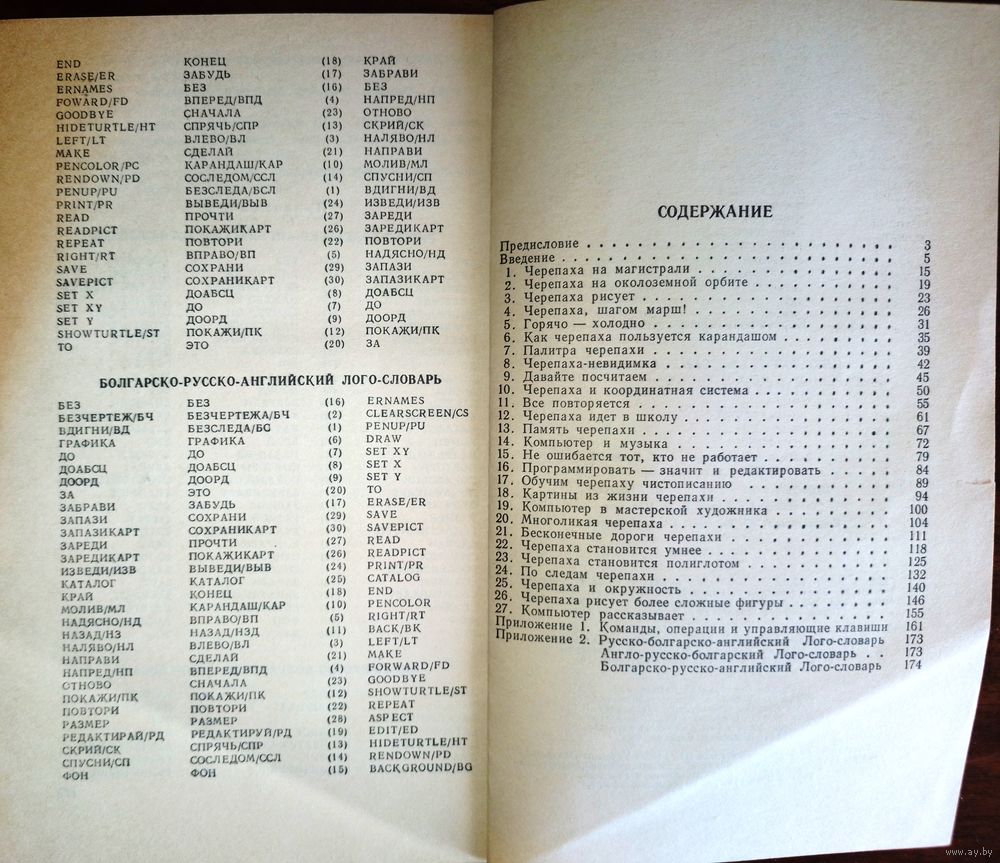 END КОНЕЦ (18) КРАЙ
ERASE/ER ЗАБУДЬ (17) ЗАБРАВИ
ERNAMES БЕЗ (16) БЕЗ
FOWARD/FD ВПЕРЕД/ВПД (4) НАПРЕД/НП
GOODBYE СНАЧАЛА (23) ОТНОВО
HIDETURTLE/HT СПРЯЧЬ/СПР (13) СКРИЙ/СК
LEFT/LT ВЛЕВО/ВЛ (3) НАЛЯВО/НЛ
MAKE СДЕЛАЙ (21) НАПРАВИ
PENCOLOR/PC КАРАНДАШ/КАР (10) МОЛИВ/МЛ
RENDOWN/PD СОСЛЕДОМ/ССЛ (14) СПУСНИ/СП
PENUP/PU БЕЗСЛЕДА/БСЛ (1) ВДИГНИ/ВД
PRINT/PR ВЫВЕДИ/ВЫВ (24) ИЗВЕДИ/ИЗВ
READ ПРОЧТИ (27) ЗАРЕДИ
READPICT ПОКАЖИКАРТ (26) ЗАРЕДИКАРТ
REPEAT ПОВТОРИ (22) ПОВТОРИ
RIGHT/RT ВПРАВО/ВП (5) НАДЯСНО/НД
SAVE СОХРАНИ (29) ЗАПАЗИ
SAVEPICT СОХРАНИКАРТ (30) ЗАПАЗИКАРТ
SET X ДОАБСЦ (8) ДОАБСЦ
SET XY ДО (7) ДО
SET Y ДООРД (9) ДООРД
SHOWTURTLE/ST ПОКАЖИ/ПК (12) ПОКАЖИ/ПК
TO ЭТО (20) ЗА
БОЛГАРСКО-РУССКО-АНГЛИЙСКИЙ ЛОГО-СЛОВАРЬ
БЕЗ БЕЗ (16) ERNAMES
БЕЗЧЕРТЕЖ/БЧ БЕЗЧЕРТЕЖА/БЧ (2) CLEARSCREEN/CS
ВДИГНИ/ВД БЕЗСЛЕДА/БС (1) PENUP/PU
ГРАФИКА ГРАФИКА (6) DRAW
ДО ДО (7) SET XY
ДОАБСЦ ДОАБСЦ (8) SET X
ДООРД ДООРД (9) SET Y
ЗА ЭТО (20) TO
ЗАБРАВИ ЗАБУДЬ (17) ERASE/ER
ЗАПАЗИ СОХРАНИ (29) SAVE
ЗАПАЗИКАРТ СОХРАНИКАРТ (30) SAVEPICT
ЗАРЕДИ ПРОЧТИ (27) READ
ЗАРЕДИКАРТ ПОКАЖИКАРТ (26) READPICT
ИЗВЕДИ/ИЗВ ВЫВЕДИ/ВЫВ (24) PRINT/PR
КАТАЛОГ КАТАЛОГ (25) CATALOG
КРАЙ КОНЕЦ (18) END
МОЛИВ/МЛ КАРАНДАШ/КАР (10) PENCOLOR
НАДЯСНО/НД ВПРАВО/ВП (5) RIGHT/RT
НАЗАД/НЗ НАЗАД/НЗД (11) BACK/BK
НАЛЯВО/НЛ ВЛЕВО/ВЛ (3) LEFT/LT
НАПРАВИ СДЕЛАЙ (21) MAKE
НАПРЕД/НП ВПЕРЕД/ВПД (4) FORWARD/FD
ОТНОВО СНАЧАЛА (23) GOODBYE
ПОКАЖИ/ПК ПОКАЖИ/ПК (12) SHOWTURTLE/ST
ПОВТОРИ ПОВТОРИ (22) REPEAT
РАЗМЕР РАЗМЕР (28) ASPECT
РЕДАКТИРАЙ/РД РЕДАКТИРУЙ/РД (19) EDIT/ED
СКРИЙ/СК СПРЯЧЬ/СПР (13) HIDETURTLE/HT
СПУСНИ/СП СОСЛЕДОМ/ССЛ (14) RENDOWN/PD
ФОН ФОН (15) BACKGROUND/BG
СОДЕРЖАНИЕ
Предисловие . . . . . . . . . . 3
Введение . . . . . . . . . . 5
1. Черепаха на магистрали . . . . . . . 15
2. Черепаха на околоземной орбите . . . . . 19
3. Черепаха рисует . . . . . . . . 23
4. Черепаха, шагом марш! . . . . . . . 26
5. Горячо — холодно . . . . . . . . 31
6. Как черепаха пользуется карандашом . . . . 35
7. Палитра черепахи . . . . . . . . 39
8. Черепаха-невидимка . . . . . . . . 42
9. Давайте посчитаем . . . . . . . . 45
10. Черепаха и координатная система . . . . . 50
11. Все повторяется . . . . . . . . 55
12. Черепаха идет в школу . . . . . . . 61
13. Память черепахи . . . . . . . . 67
14. Компьютер и музыка . . . . . . . . 72
15. Не ошибается тот, кто не работает . . . . . 79
16. Программировать — значит и редактировать . . . 84
17. Обучим черепаху чистописанию . . . . . . 89
18. Картины из жизни черепахи . . . . . . 94
19. Компьютер в мастерской художника . . . . . 100
20. Многоликая черепаха . . . . . . . . 104
21. Бесконечные дороги черепахи . . . . . . 111
22. Черепаха становится умнее . . . . . . 118
23. Черепаха становится полиглотом . . . . . 125
24. По следам черепахи . . . . . . . . 132
25. Черепаха и окружность . . . . . . . 140
26. Черепаха рисует более сложные фигуры . . . . 146
27. Компьютер рассказывает . . . . . . . 155
Приложение 1. Команды, операции и управляющие клавиши 161
Приложение 2. Русско-болгарско-английский Лого-словарь 173
Англо-русско-болгарский Лого-словарь . . 173
Болгарско-русско-английский Лого-словарь 174
www.ay.by